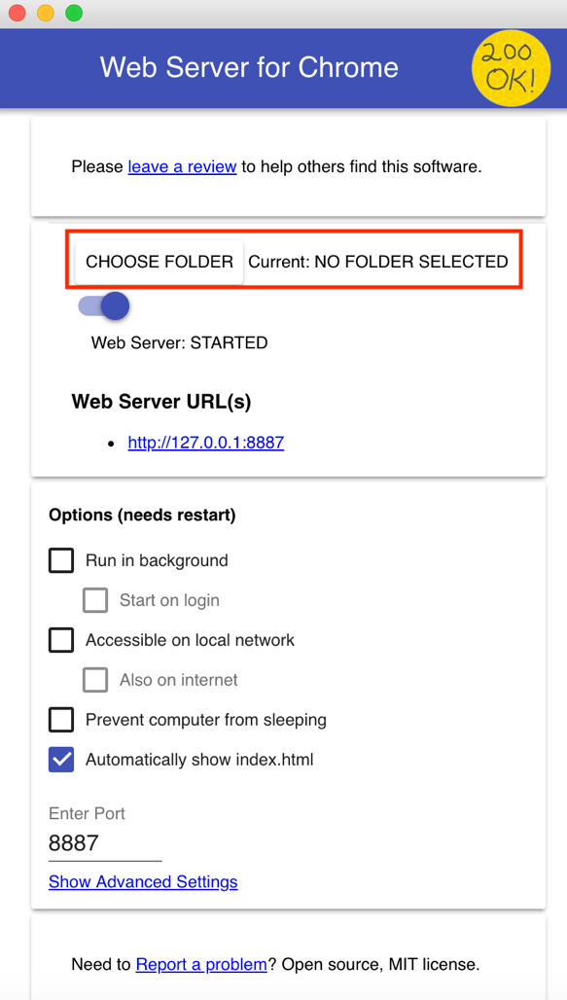 Web Server for Chrome
200
OK!
Please leave a review to help others find this software.
CHOOSE FOLDER Current: NO FOLDER SELECTED
Web Server: STARTED
Web Server URL(s)
• http://127.0.0.1:8887
Options (needs restart)
Run in background
Start on login
Accessible on local network
Also on internet
Prevent computer from sleeping
Automatically show index.html
Enter Port
8887
Show Advanced Settings
Need to Report a problem? Open source, MIT license.